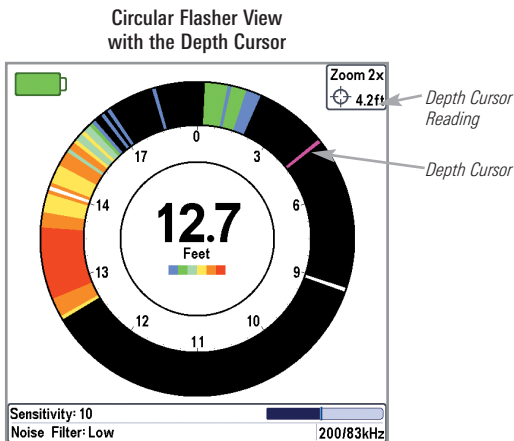 Circular Flasher View
with the Depth Cursor
Zoom 2x
4.2ft
Depth Cursor
Reading
Depth Cursor
0
3
6
9
10
11
12
13
14
17
12.7
Feet
Sensitivity: 10
Noise Filter: Low
200/83kHz